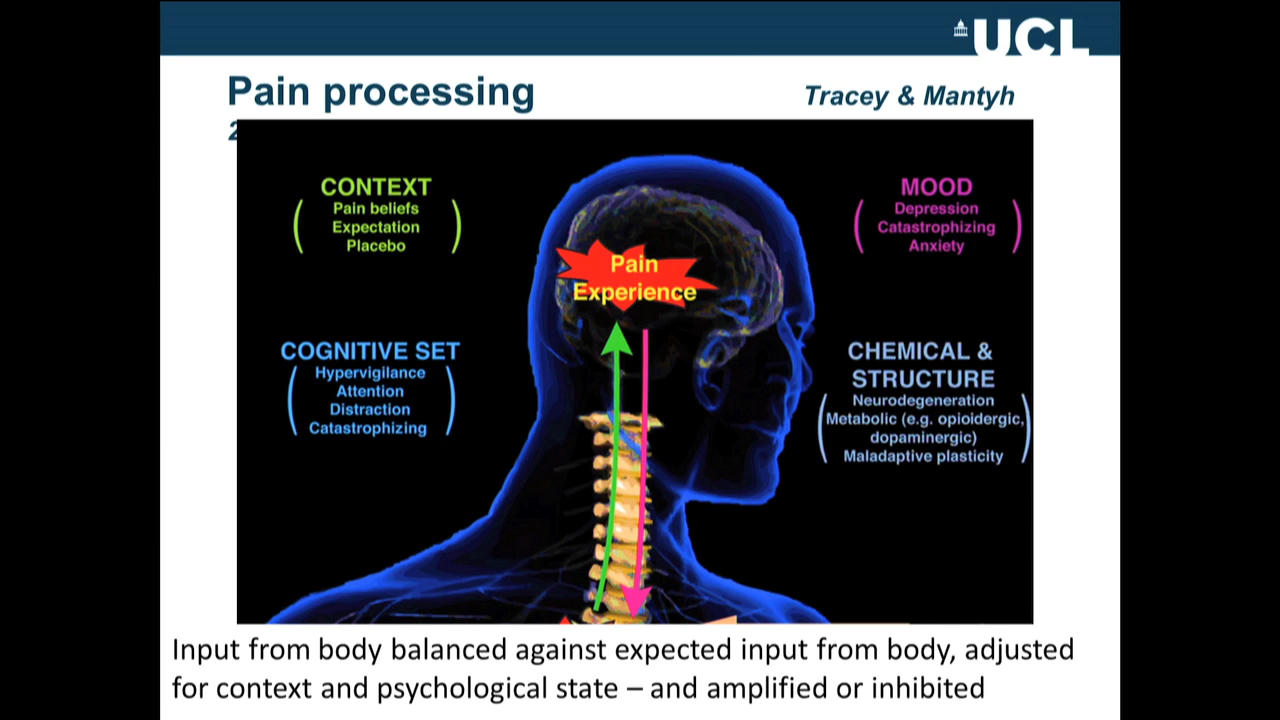 UCL
Pain processing Tracey & Mantyh
2
CONTEXT
Pain beliefs
Expectation
Placebo
MOOD
Depression
Catastrophizing
Anxiety
Pain
Experience
COGNITIVE SET
Hypervigilance
Attention
Distraction
Catastrophizing
CHEMICAL &
STRUCTURE
Neurodegeneration
Metabolic (e.g. opioidergic,
dopaminergic)
Maladaptive plasticity
Input from body balanced against expected input from body, adjusted
for context and psychological state – and amplified or inhibited